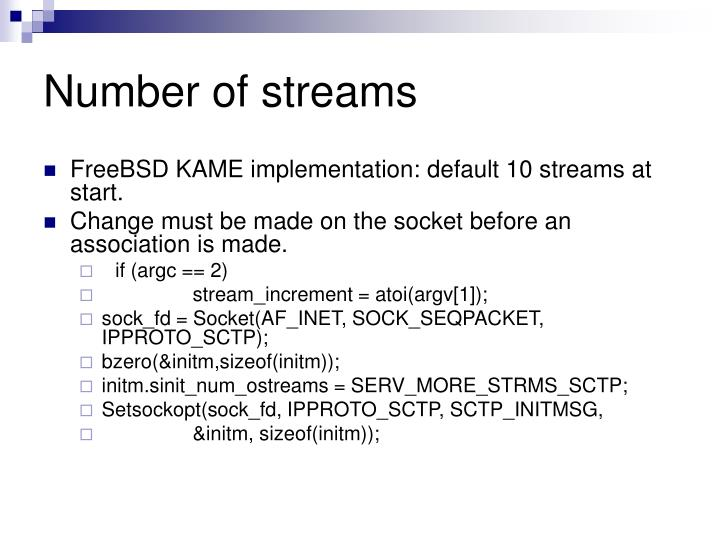 Number of streams
FreeBSD KAME implementation: default 10 streams at
start.
Change must be made on the socket before an
association is made.
if (argc == 2)
stream_increment = atoi(argv[1]);
sock_fd = Socket(AF_INET, SOCK_SEQPACKET,
IPPROTO_SCTP);
bzero(&initm,sizeof(initm));
initm.sinit_num_ostreams = SERV_MORE_STRMS_SCTP;
Setsockopt(sock_fd, IPPROTO_SCTP, SCTP_INITMSG,
&initm, sizeof(initm));